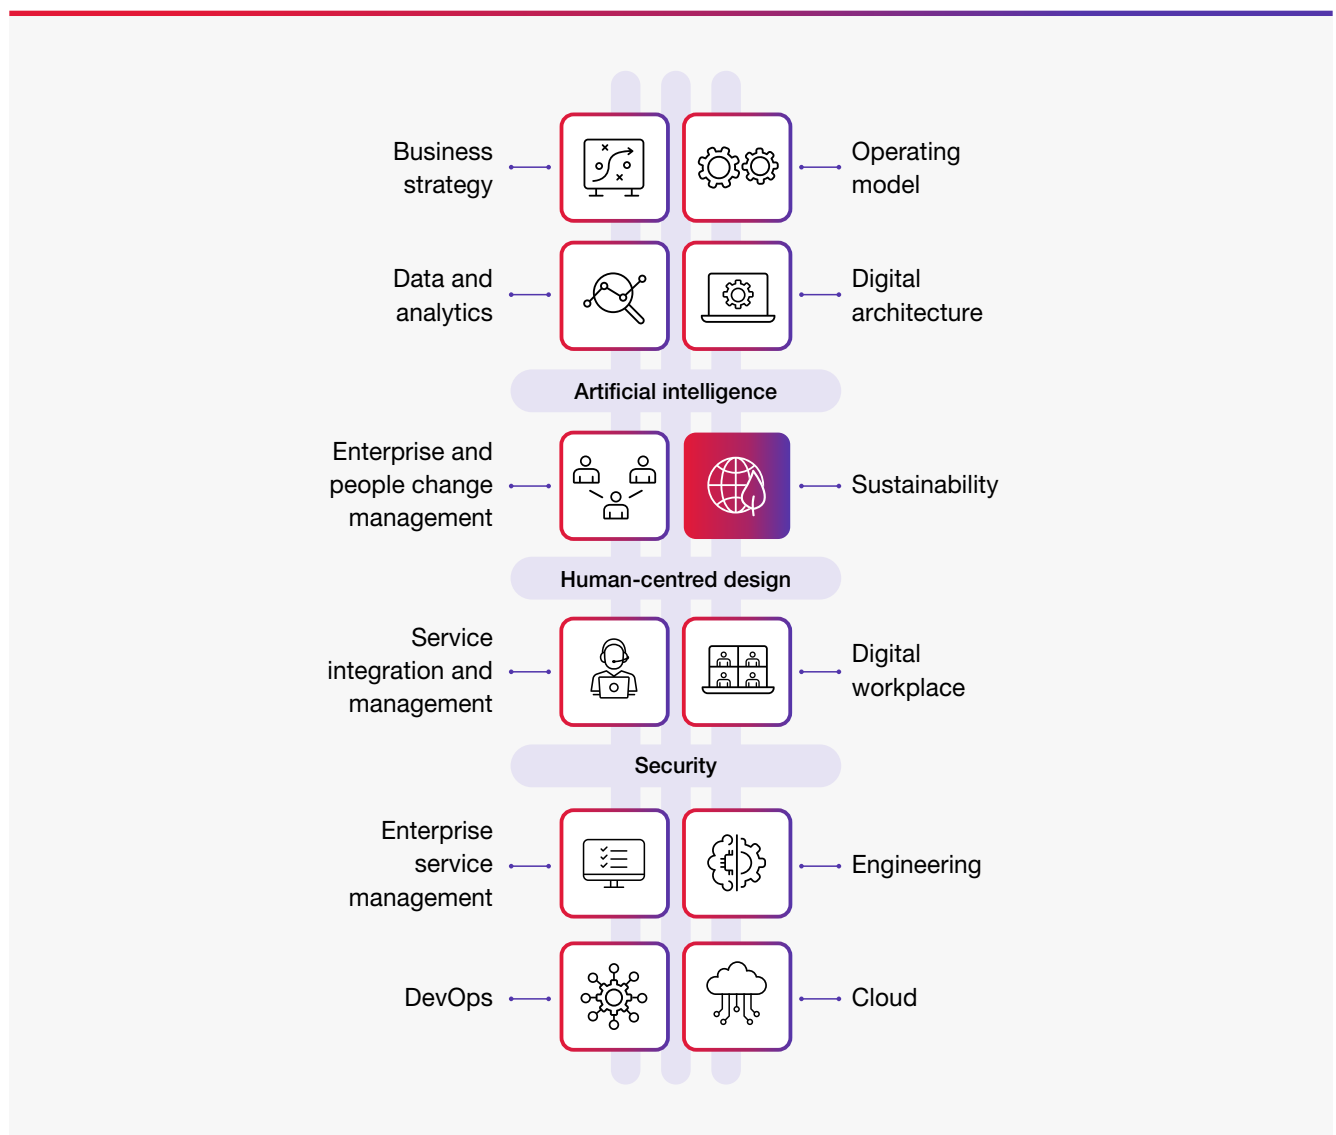 Business
strategy
Operating
model
Data and
analytics
Digital
architecture
Artificial intelligence
Enterprise and
people change
management
Sustainability
Human-centred design
Service
integration and
management
Digital
workplace
Security
Enterprise
service
management
Engineering
DevOps
Cloud